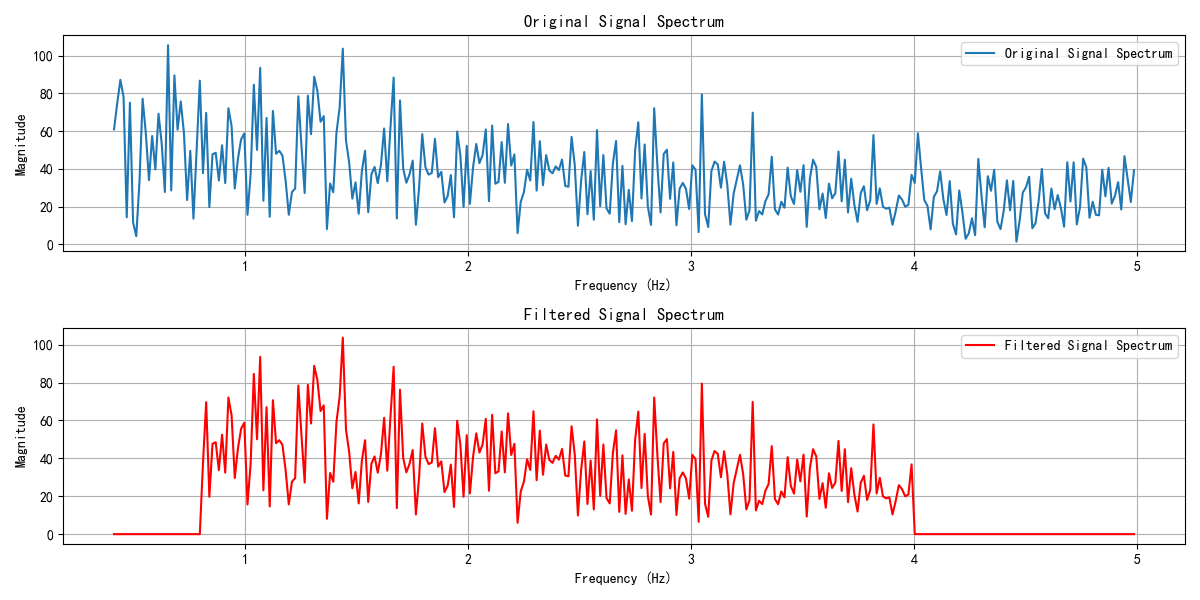 Original Signal Spectrum
Original Signal Spectrum
Magnitude
100
80
60
40
20
0
1 2 3 4 5
Frequency (Hz)
Filtered Signal Spectrum
Filtered Signal Spectrum
Magnitude
100
80
60
40
20
0
1 2 3 4 5
Frequency (Hz)